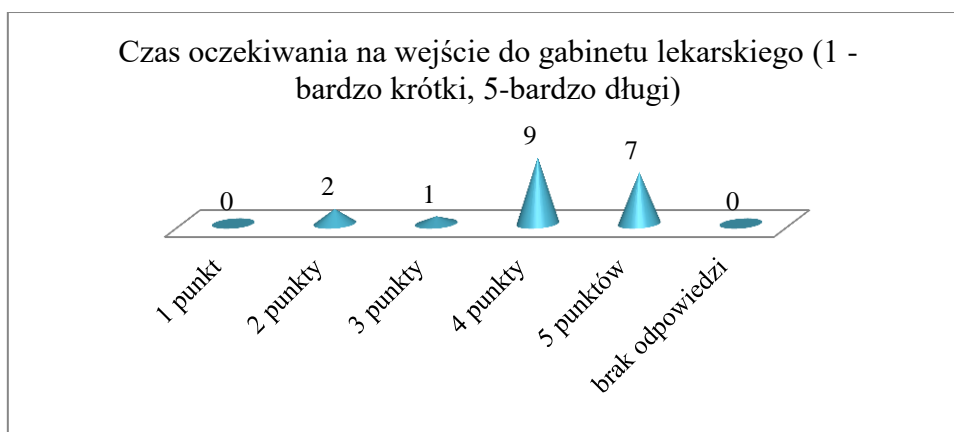 Czas oczekiwania na wejście do gabinetu lekarskiego (1 -
bardzo krótki, 5-bardzo długi)
0
2
1
9
7
0
1 punkt
2 punkty
3 punkty
4 punkty
5 punktów
brak odpowiedzi